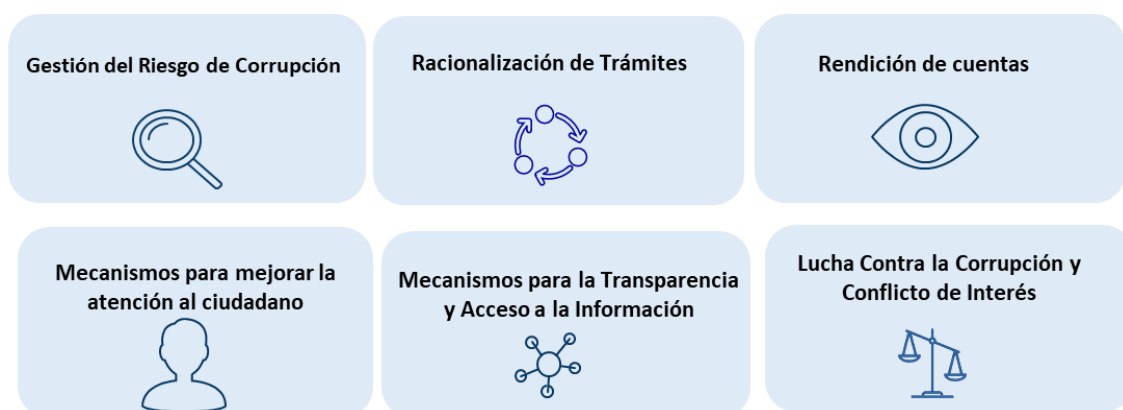 Gestión del Riesgo de Corrupción
Racionalización de Trámites
Rendición de cuentas
Mecanismos para mejorar la
atención al ciudadano
Mecanismos para la Transparencia
y Acceso a la Información
Lucha Contra la Corrupción y
Conflicto de Interés